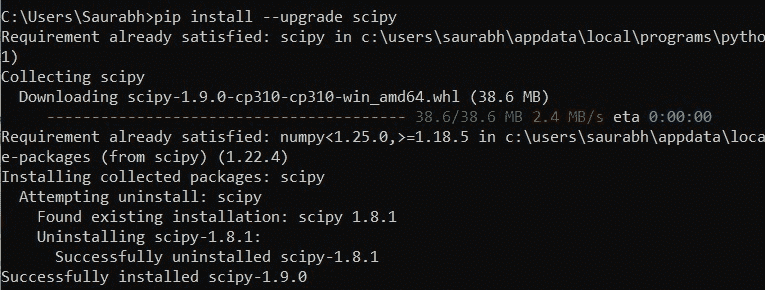 C:\Users\Saurabh>pip install --upgrade scipy
Requirement already satisfied: scipy in c:\users\saurabh\appdata\local\programs\pytho
1)
Collecting scipy
  Downloading scipy-1.9.0-cp310-cp310-win_amd64.whl (38.6 MB)
     ---------------------------------------- 38.6/38.6 MB 2.4 MB/s eta 0:00:00
Requirement already satisfied: numpy<1.25.0,>=1.18.5 in c:\users\saurabh\appdata\loca
e-packages (from scipy) (1.22.4)
Installing collected packages: scipy
  Attempting uninstall: scipy
    Found existing installation: scipy 1.8.1
    Uninstalling scipy-1.8.1:
      Successfully uninstalled scipy-1.8.1
Successfully installed scipy-1.9.0